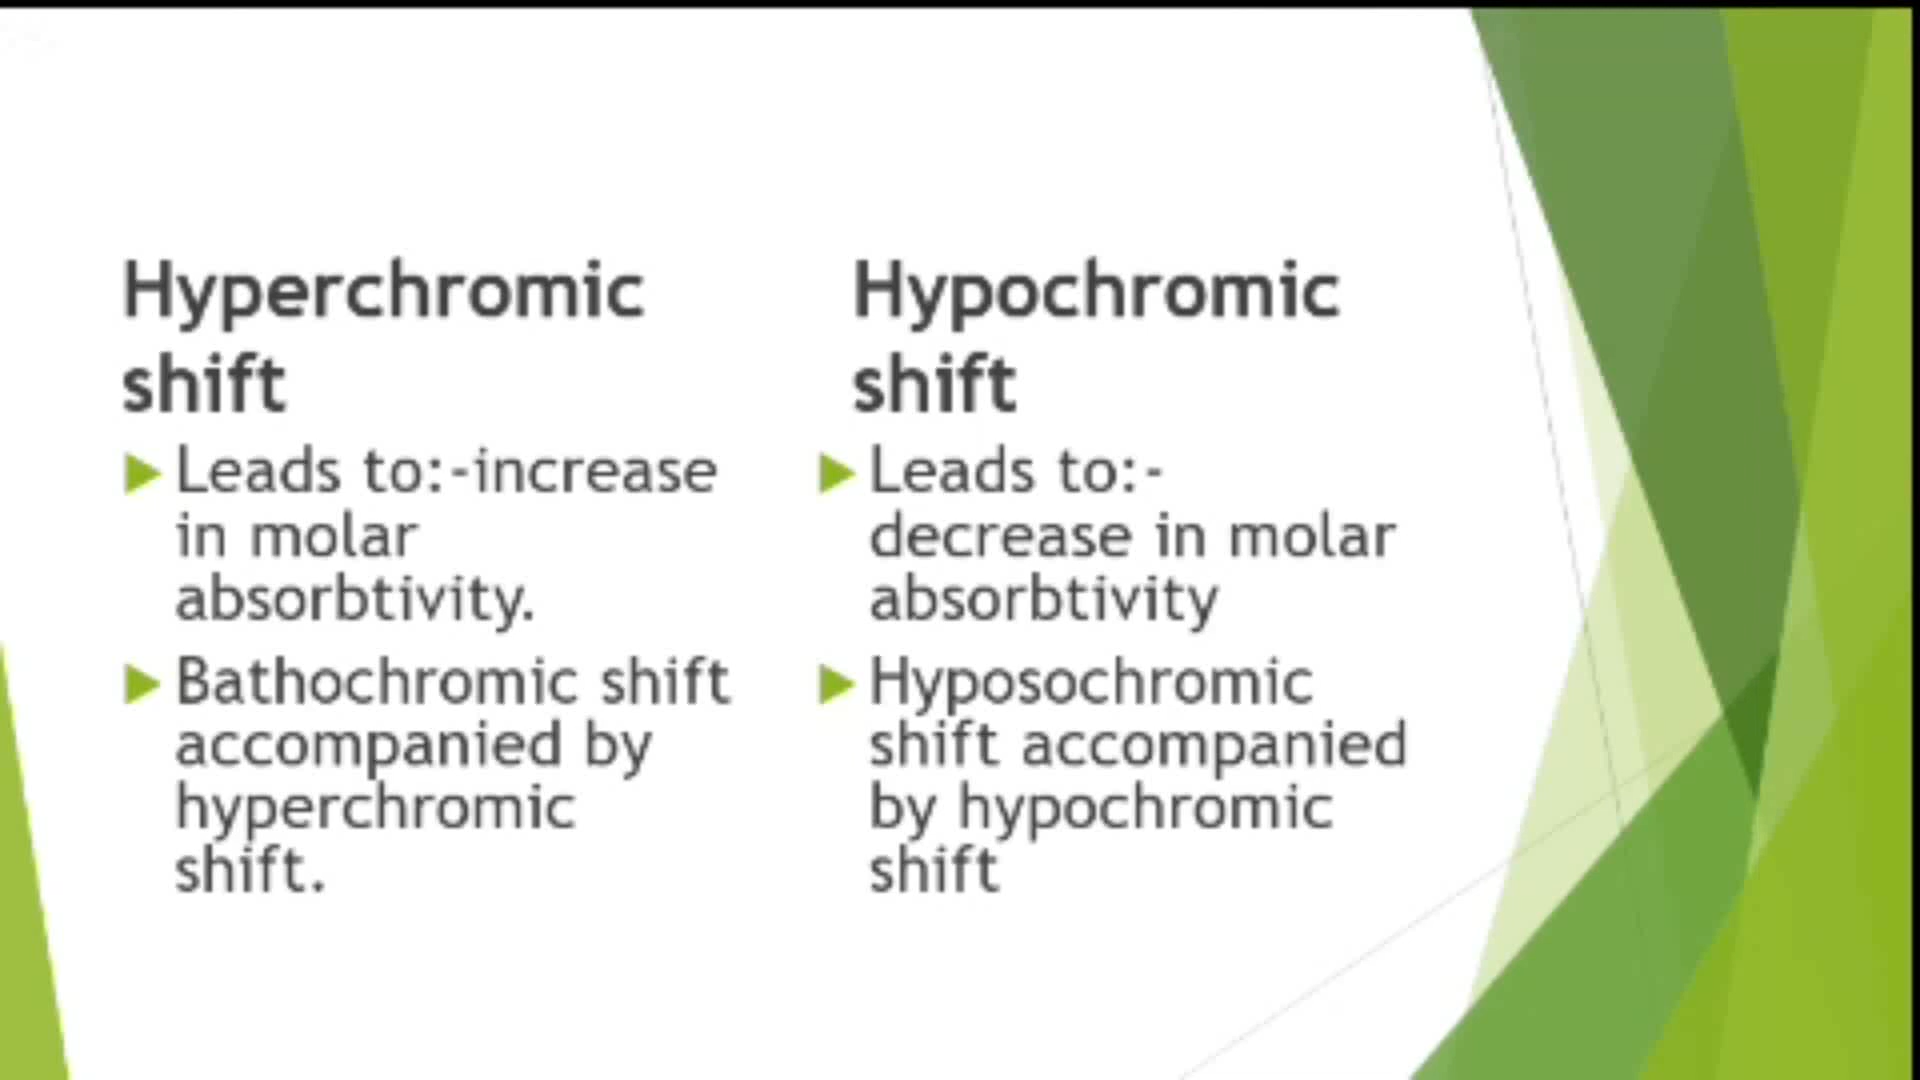 Hyperchromic
shift
Leads to:-increase
in molar
absorbtivity.
Bathochromic shift
accompanied by
hyperchromic
shift.
Hypochromic
shift
Leads to:-
decrease in molar
absorbtivity
Hyposochromic
shift accompanied
by hypochromic
shift